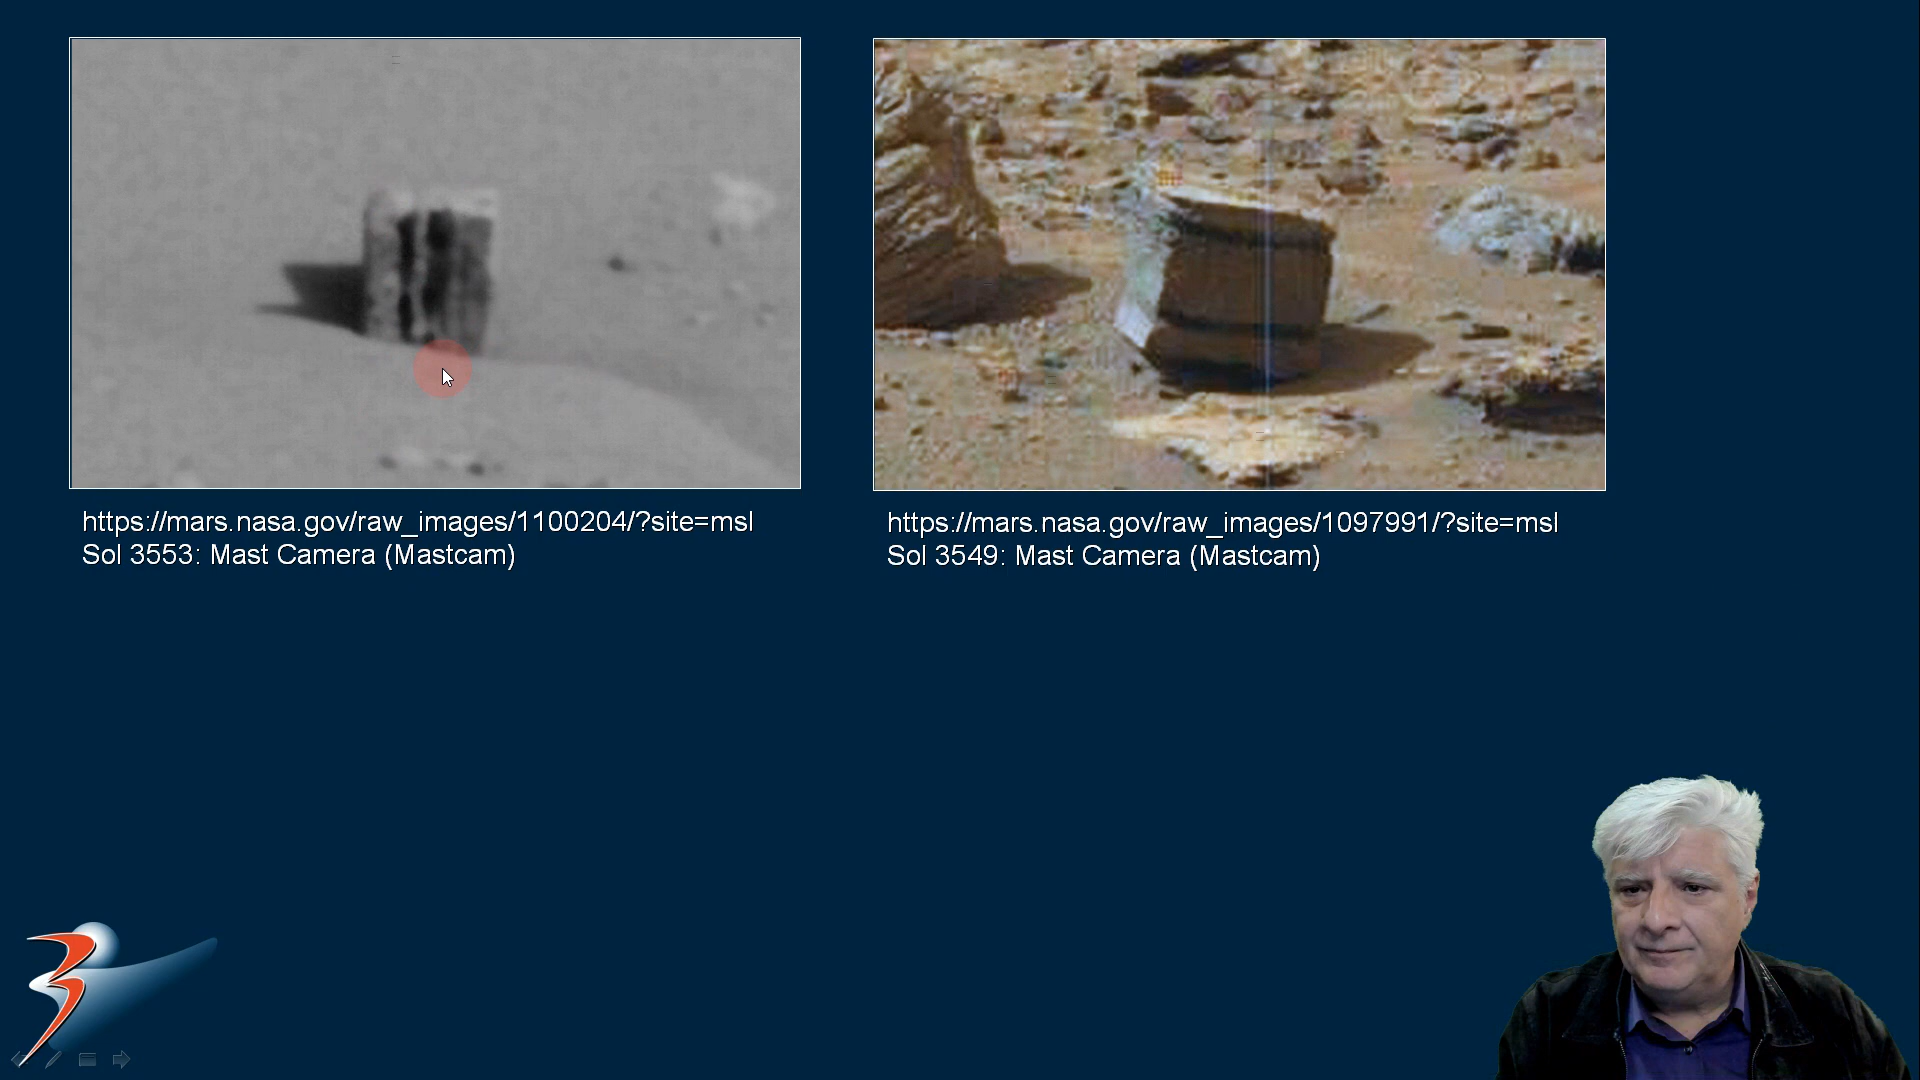 https://mars.nasa.gov/raw_images/1100204/?site=msl
Sol 3553: Mast Camera (Mastcam)
https://mars.nasa.gov/raw_images/1097991/?site=msl
Sol 3549: Mast Camera (Mastcam)